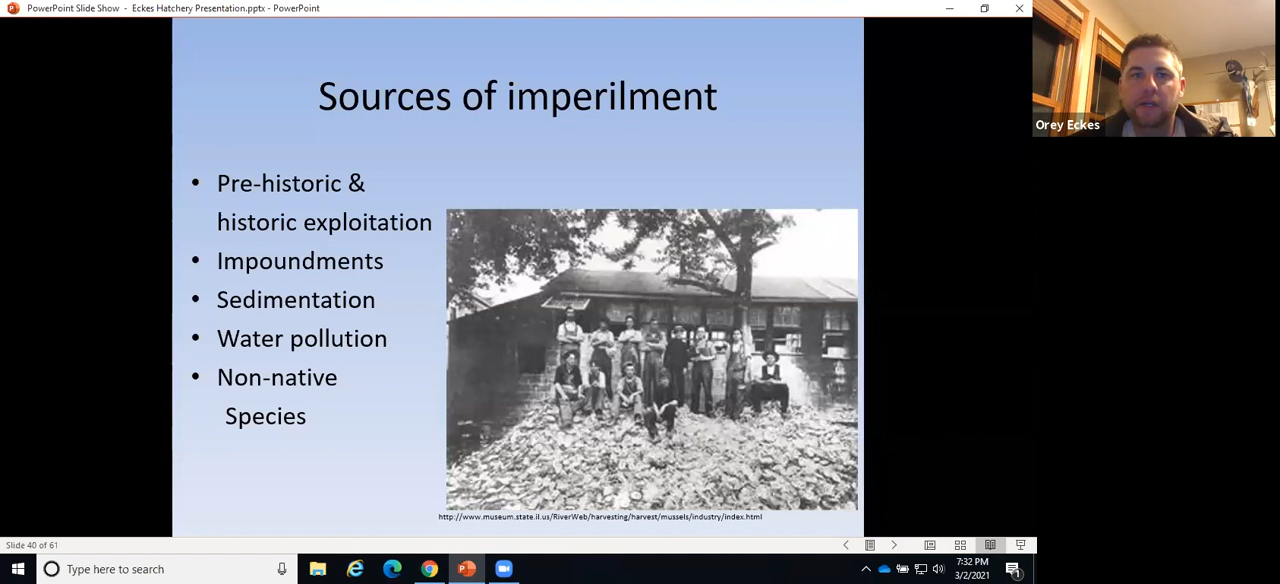 PowerPoint Slide Show - Eckes Hatchery Presentation.pptx - PowerPoint
Sources of imperilment
• Pre-historic &
historic exploitation
• Impoundments
• Sedimentation
• Water pollution
• Non-native
Species
http://www.museum.state.il.us/RiverWeb/harvesting/harvest/mussels/industry/index.html
Orey Eckes
Slide 40 of 61
Type here to search
7:32 PM
3/2/2021
1